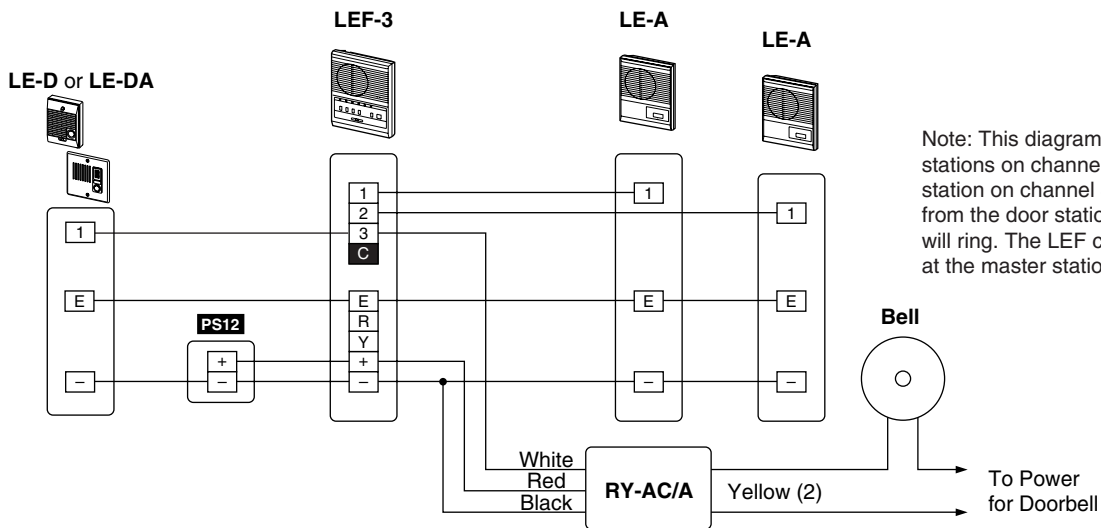 LEF-3
LE-A
LE-A
LE-D or LE-DA
Note: This diagram
stations on channel
station on channel
from the door statio
will ring. The LEF c
at the master statio
1
1
2
3
C
1
1
E
E
R
Y
+
–
E
E
PS12
+
–
–
–
–
Bell
White
Red
Black
RY-AC/A
Yellow (2)
To Power
for Doorbell